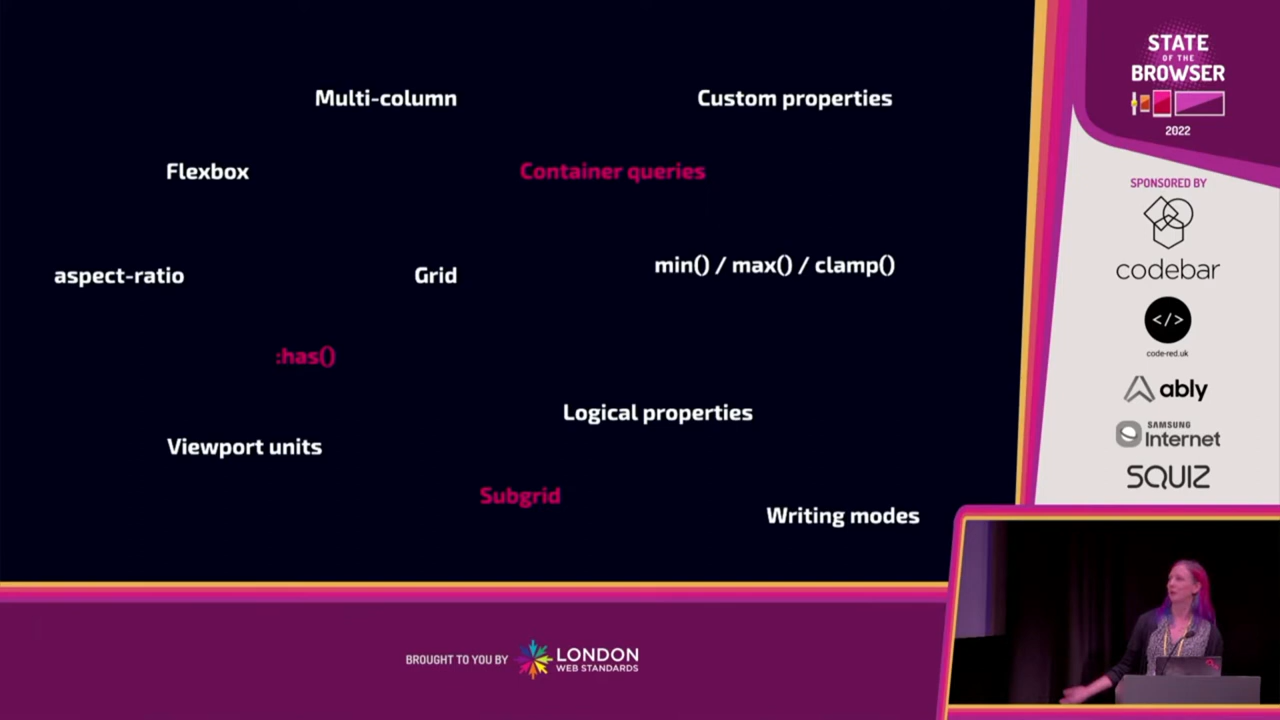 Multi-column
Custom properties
Flexbox
Container queries
aspect-ratio
Grid
min() / max() / clamp()
:has()
Logical properties
Viewport units
Subgrid
Writing modes
STATE
OF THE
BROWSER
2022
SPONSORED BY
codebar
</>
code-red.uk
ably
SAMSUNG
Internet
SQUIZ
BROUGHT TO YOU BY
LONDON
WEB STANDARDS